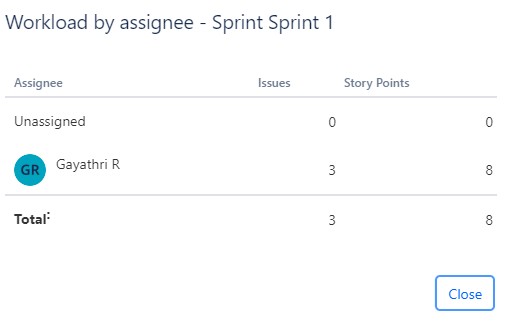 Workload by assignee - Sprint Sprint 1
Assignee Issues Story Points
Unassigned 0 0
GR Gayathri R 3 8
Total: 3 8
Close